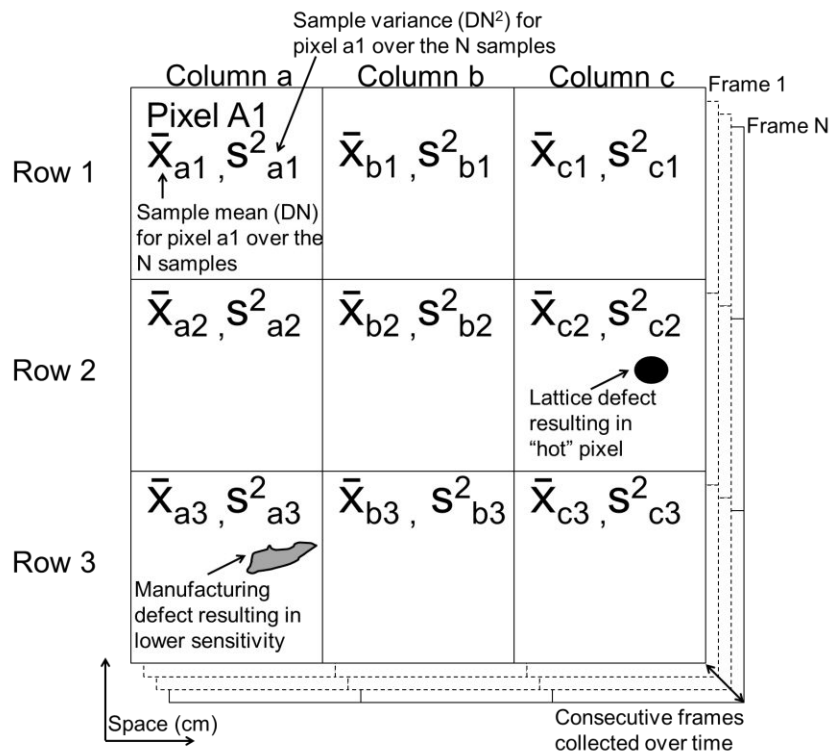 Sample variance (DN²) for
pixel a1 over the N samples
Column a
Column b
Column c
Frame 1
Frame N
Row 1
Pixel A1
x̄a1 , s²a1
x̄b1 , s²b1
x̄c1 , s²c1
Sample mean (DN)
for pixel a1 over the
N samples
Row 2
x̄a2 , s²a2
x̄b2 , s²b2
x̄c2 , s²c2
Lattice defect
resulting in
“hot” pixel
Row 3
x̄a3 , s²a3
x̄b3 , s²b3
x̄c3 , s²c3
Manufacturing
defect resulting in
lower sensitivity
Space (cm)
Consecutive frames
collected over time